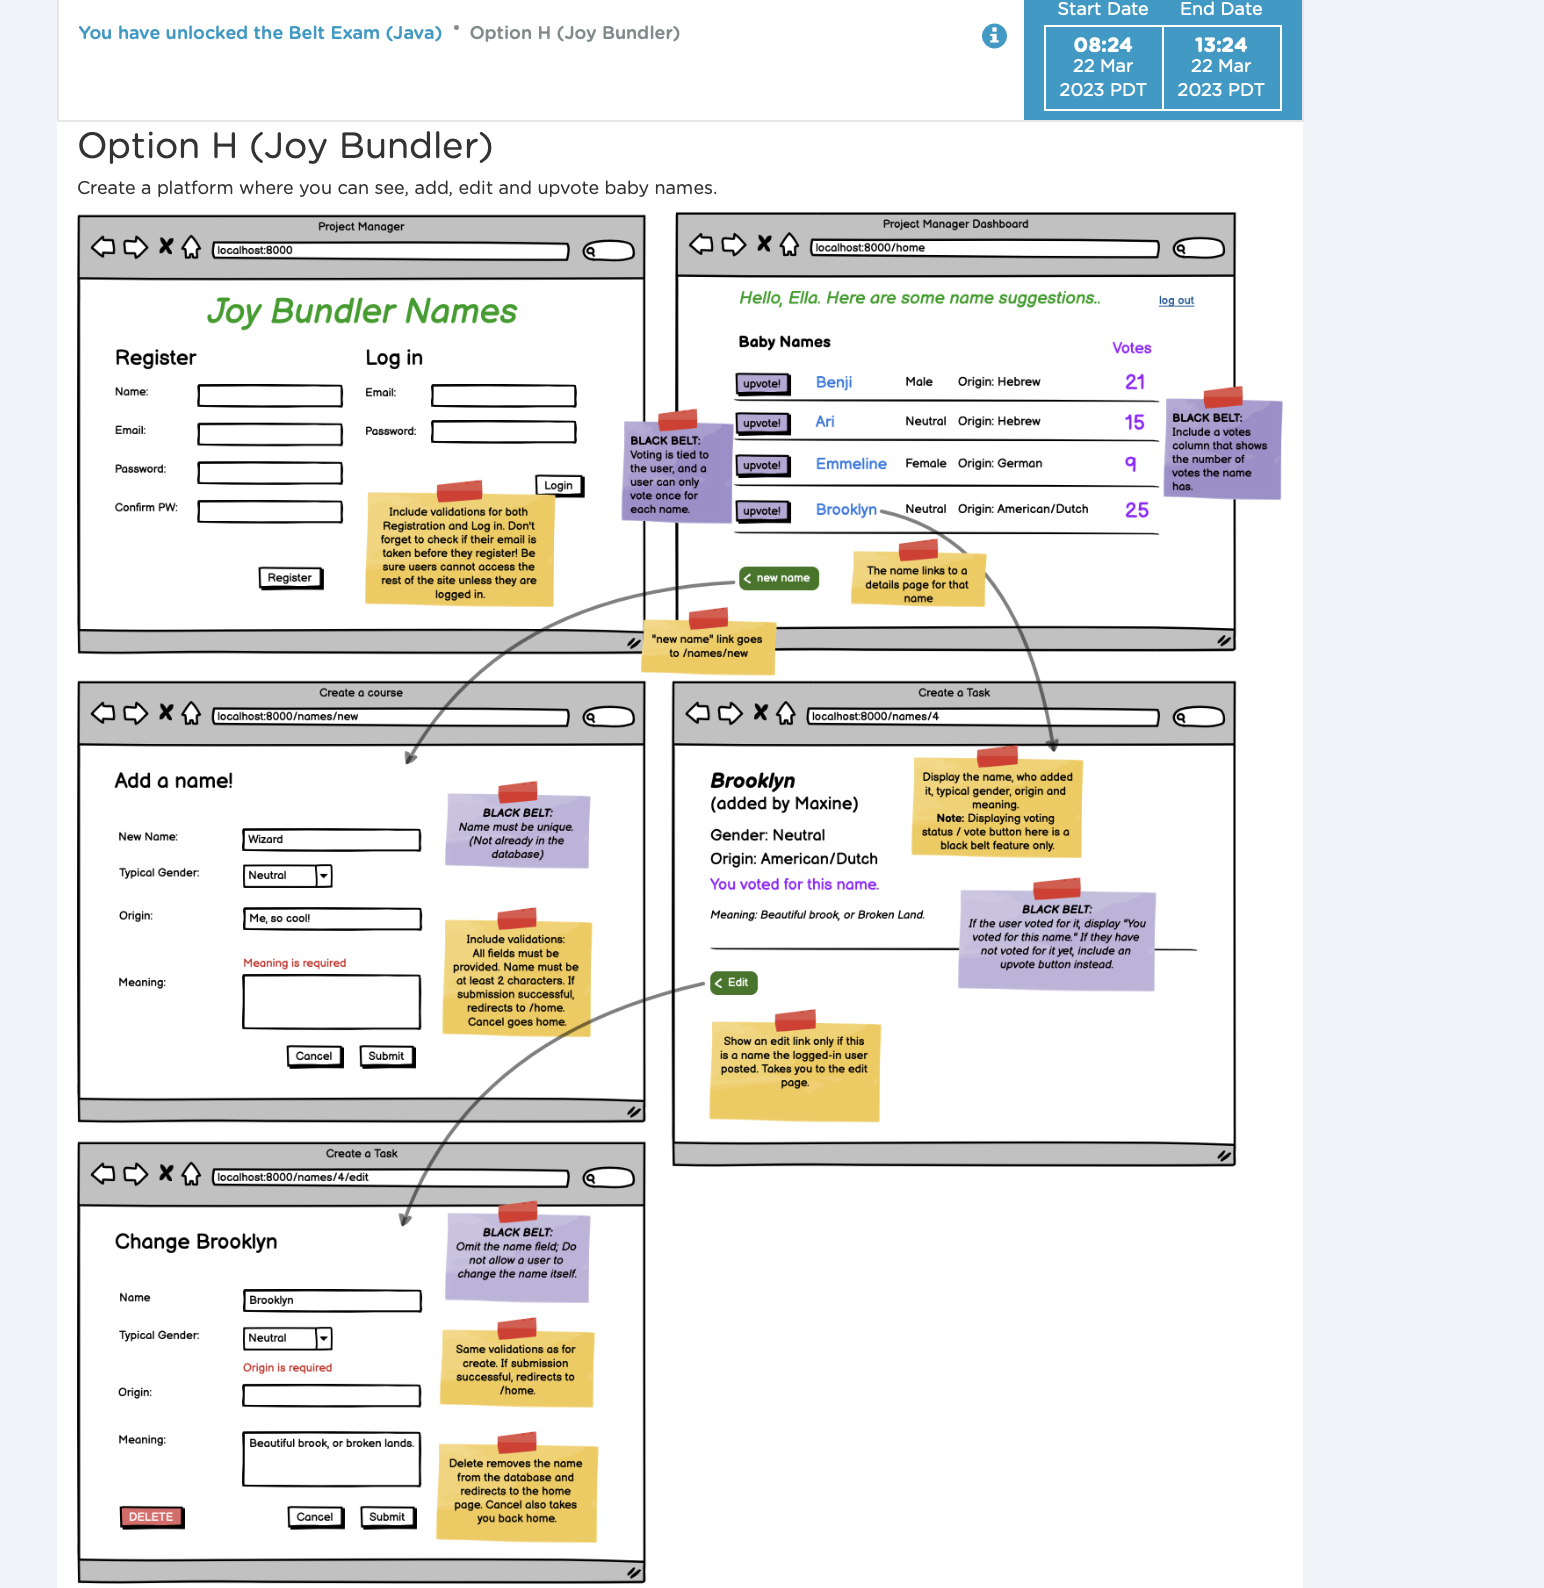 You have unlocked the Belt Exam (Java) • Option H (Joy Bundler)
Start Date End Date
08:24 13:24
22 Mar 22 Mar
2023 PDT 2023 PDT
Option H (Joy Bundler)
Create a platform where you can see, add, edit and upvote baby names.
Project Manager
localhost:8000
Joy Bundler Names
Register
Log in
Name:
Email:
Password:
Confirm PW:
Register
Email:
Password:
Login
Include validations for both
Registration and Log in. Don't
forget to check if their email is
taken before they register! Be
sure users cannot access the
rest of the site unless they are
logged in.
Project Manager Dashboard
localhost:8000/home
Hello, Ella. Here are some name suggestions..
log out
Baby Names
Votes
upvote! Benji Male Origin: Hebrew 21
upvote! Ari Neutral Origin: Hebrew 15
upvote! Emmeline Female Origin: German 9
upvote! Brooklyn Neutral Origin: American/Dutch 25
BLACK BELT:
Voting is tied to
the user, and a
user can only
vote once for
each name.
BLACK BELT:
Include a votes
column that shows
the number of
votes the name
has.
< new name
The name links to a
details page for that
name
"new name" link goes
to /names/new
Create a course
localhost:8000/names/new
Add a name!
New Name: Wizard
Typical Gender: Neutral
Origin: Me, so cool!
Meaning is required
Meaning:
Cancel Submit
BLACK BELT:
Name must be unique.
(Not already in the
database)
Include validations:
All fields must be
provided. Name must be
at least 2 characters. If
submission successful,
redirects to /home.
Cancel goes home.
Create a Task
localhost:8000/names/4
Brooklyn
(added by Maxine)
Gender: Neutral
Origin: American/Dutch
You voted for this name.
Meaning: Beautiful brook, or Broken Land.
Display the name, who added
it, typical gender, origin and
meaning.
Note: Displaying voting
status / vote button here is a
black belt feature only.
BLACK BELT:
If the user voted for it, display "You
voted for this name." If they have
not voted for it yet, include an
upvote button instead.
< Edit
Show an edit link only if this
is a name the logged-in user
posted. Takes you to the edit
page.
Create a Task
localhost:8000/names/4/edit
Change Brooklyn
Name Brooklyn
Typical Gender: Neutral
Origin is required
Origin:
Meaning: Beautiful brook, or broken lands.
DELETE Cancel Submit
BLACK BELT:
Omit the name field; Do
not allow a user to
change the name itself.
Same validations as for
create. If submission
successful, redirects to
/home.
Delete removes the name
from the database and
redirects to the home
page. Cancel also takes
you back home.